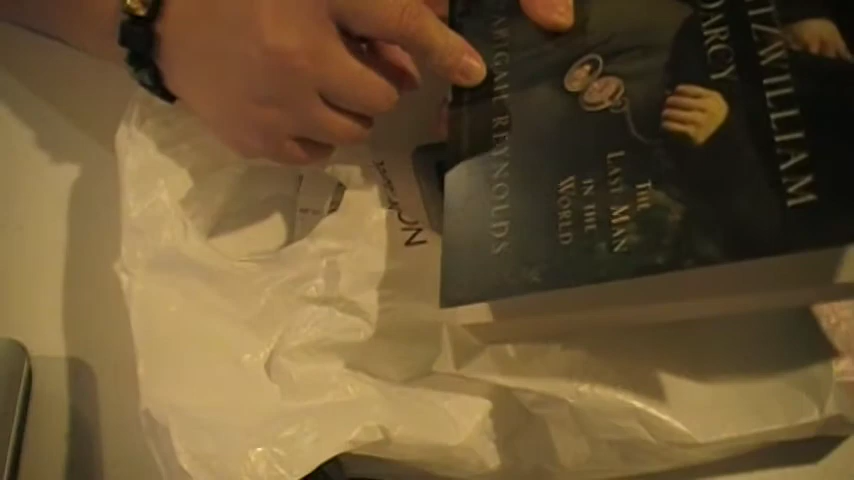 FITZWILLIAM
DARCY
THE
LAST MAN
IN THE
WORLD
ABIGAIL REYNOLDS